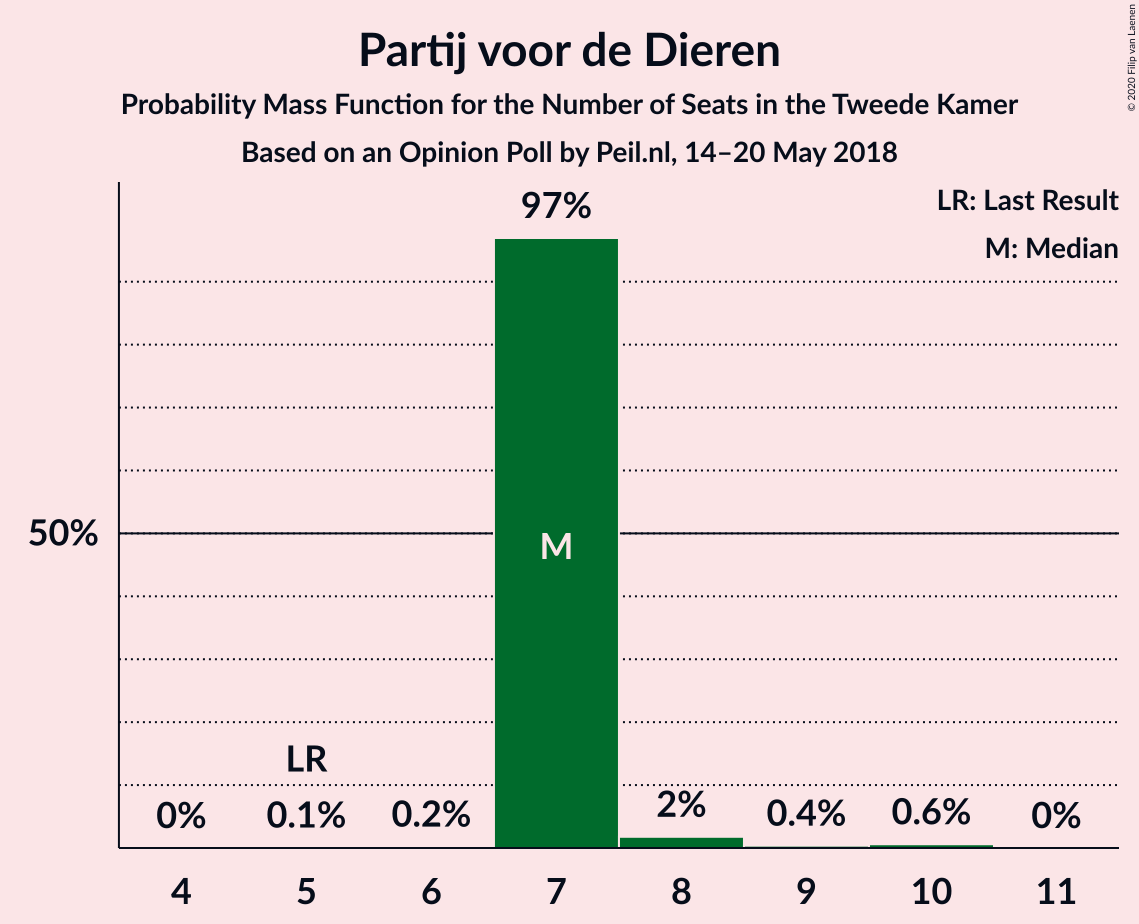 Partij voor de Dieren
Probability Mass Function for the Number of Seats in the Tweede Kamer
Based on an Opinion Poll by Peil.nl, 14–20 May 2018
© 2020 Filip van Laenen
LR: Last Result
M: Median
97%
50%
M
LR
0% 0.1% 0.2% 2% 0.4% 0.6% 0%
4 5 6 7 8 9 10 11